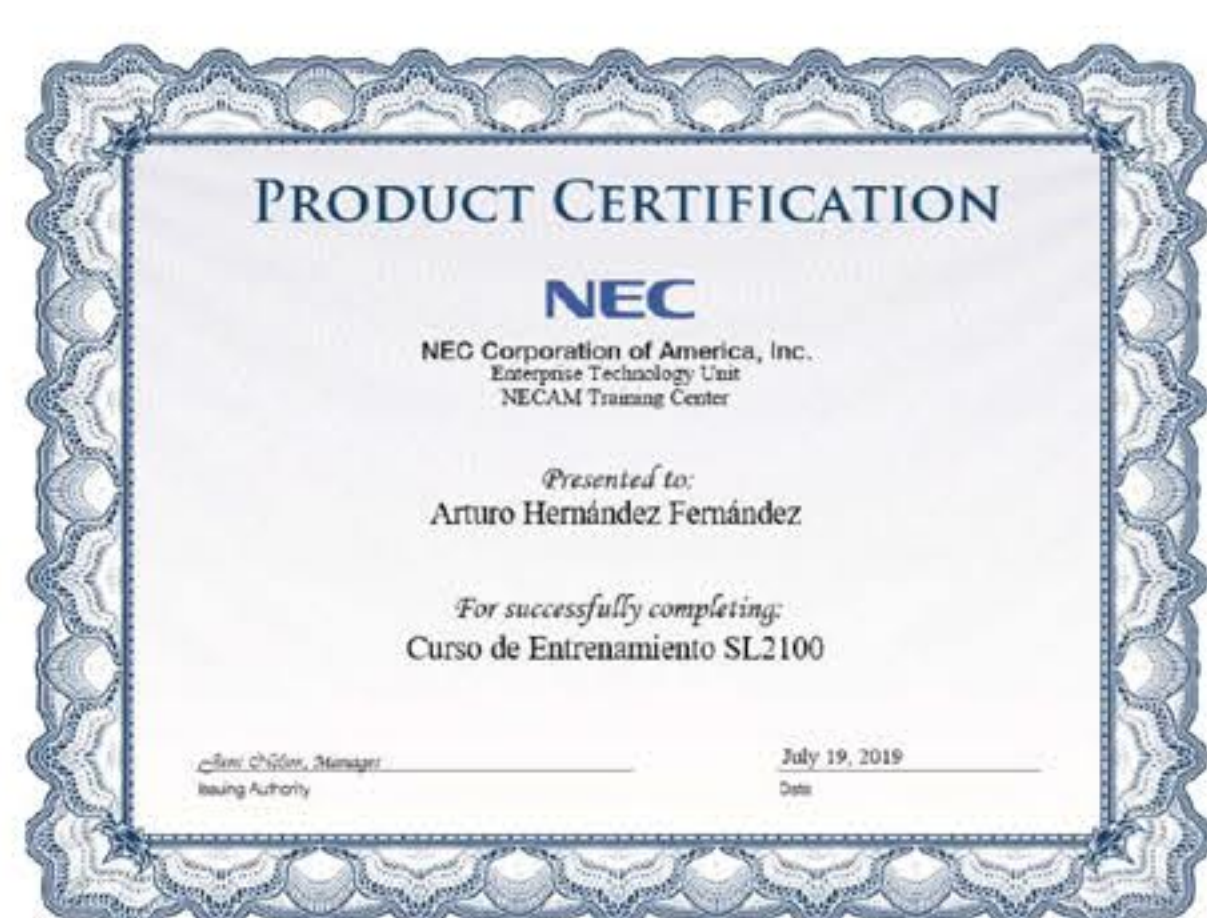 PRODUCT CERTIFICATION
NEC
NEC Corporation of America, Inc.
Enterprise Technology Unit
NECAM Training Center
Presented to:
Arturo Hernández Fernández
For successfully completing:
Curso de Entrenamiento SL2100
Manager
July 19, 2019
Issuing Authority
Date